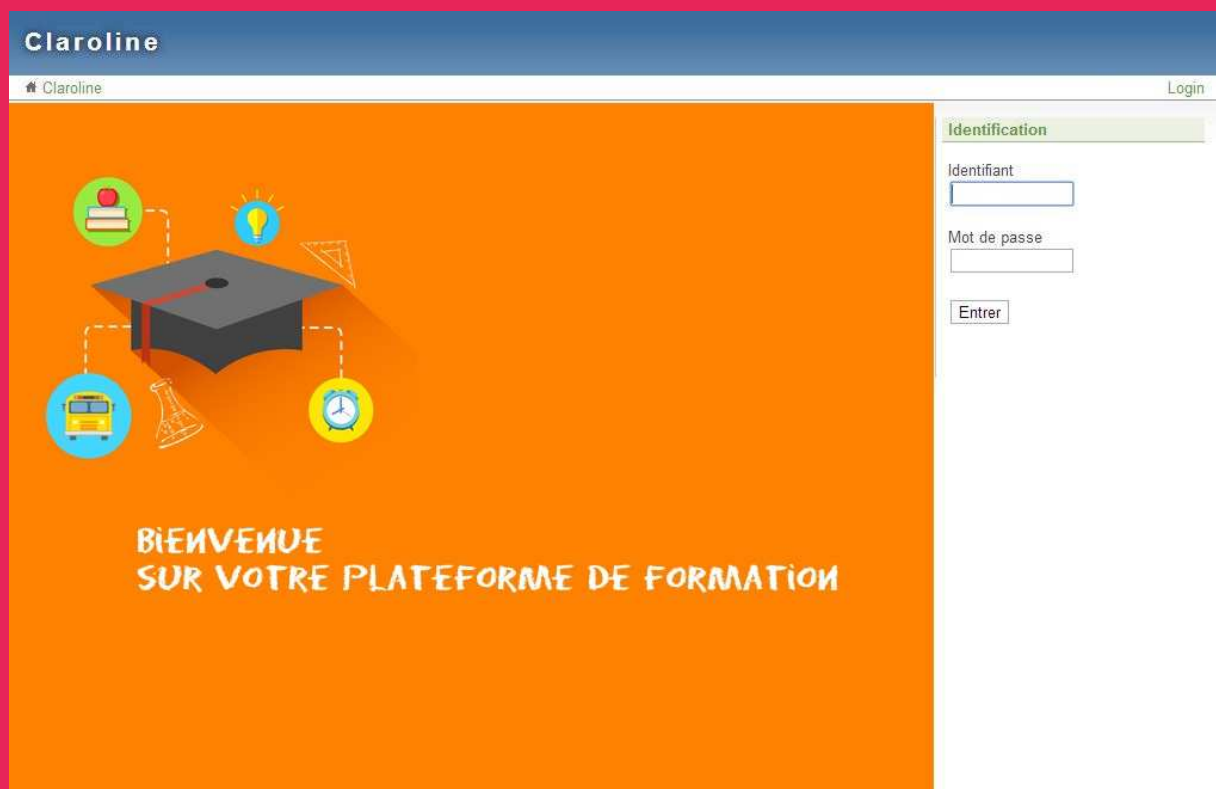 Claroline
Claroline
Login
BiENVENUE
SUR VOTRE PLATEFORME DE FORMATiON
Identification
Identifiant
Mot de passe
Entrer